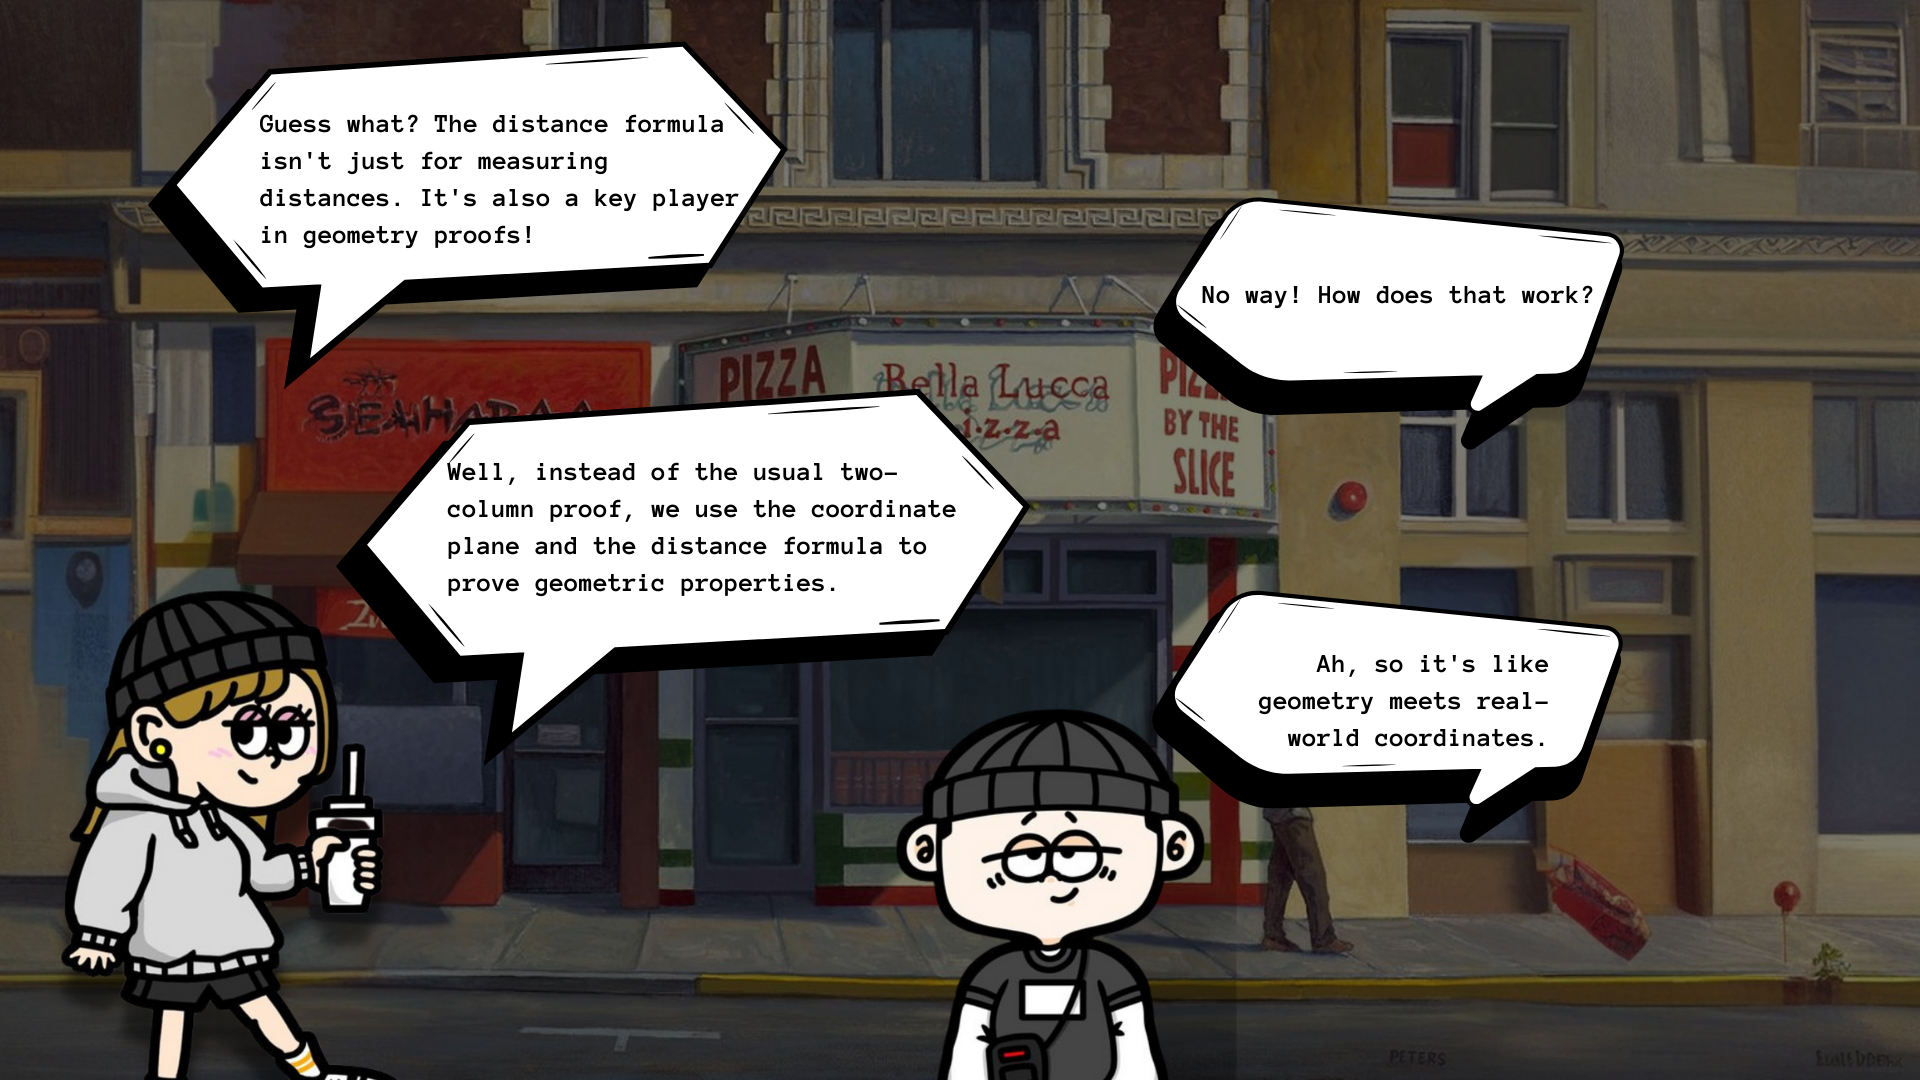 Guess what? The distance formula
isn't just for measuring
distances. It's also a key player
in geometry proofs!
No way! How does that work?
Well, instead of the usual two-
column proof, we use the coordinate
plane and the distance formula to
prove geometric properties.
Ah, so it's like
geometry meets real-
world coordinates.
PIZZA
Bella Lucca
BY THE
SLICE
PETERS